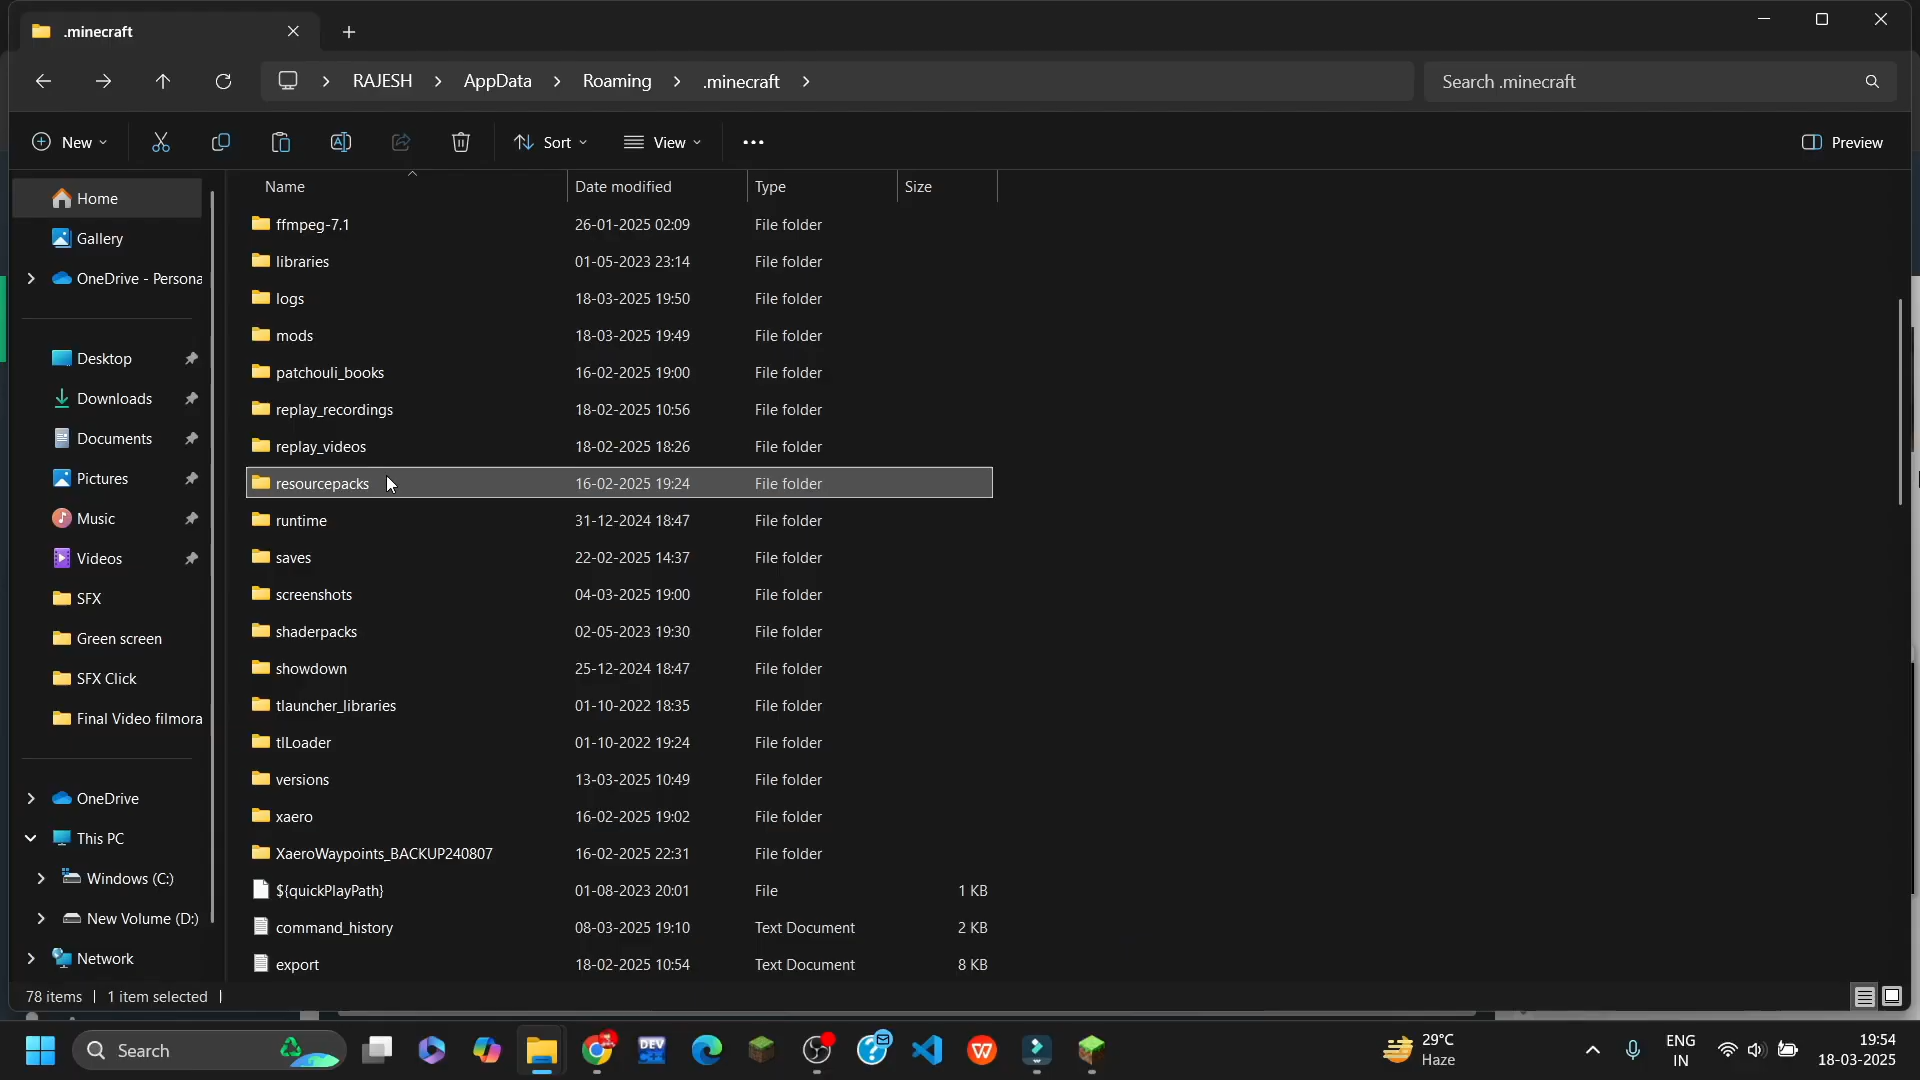 .minecraft
RAJESH > AppData > Roaming > .minecraft >
Search .minecraft
New
Sort
View
Preview
Name Date modified Type Size
Home
Gallery
OneDrive - Persona
Desktop
Downloads
Documents
Pictures
Music
Videos
SFX
Green screen
SFX Click
Final Video filmora
OneDrive
This PC
Windows (C:)
New Volume (D:)
Network
ffmpeg-7.1 26-01-2025 02:09 File folder
libraries 01-05-2023 23:14 File folder
logs 18-03-2025 19:50 File folder
mods 18-03-2025 19:49 File folder
patchouli_books 16-02-2025 19:00 File folder
replay_recordings 18-02-2025 10:56 File folder
replay_videos 18-02-2025 18:26 File folder
resourcepacks 16-02-2025 19:24 File folder
runtime 31-12-2024 18:47 File folder
saves 22-02-2025 14:37 File folder
screenshots 04-03-2025 19:00 File folder
shaderpacks 02-05-2023 19:30 File folder
showdown 25-12-2024 18:47 File folder
tlauncher_libraries 01-10-2022 18:35 File folder
tlLoader 01-10-2022 19:24 File folder
versions 13-03-2025 10:49 File folder
xaero 16-02-2025 19:02 File folder
XaeroWaypoints_BACKUP240807 16-02-2025 22:31 File folder
${quickPlayPath} 01-08-2023 20:01 File 1 KB
command_history 08-03-2025 19:10 Text Document 2 KB
export 18-02-2025 10:54 Text Document 8 KB
78 items 1 item selected
Search
DEV
29°C
Haze
ENG
IN
19:54
18-03-2025